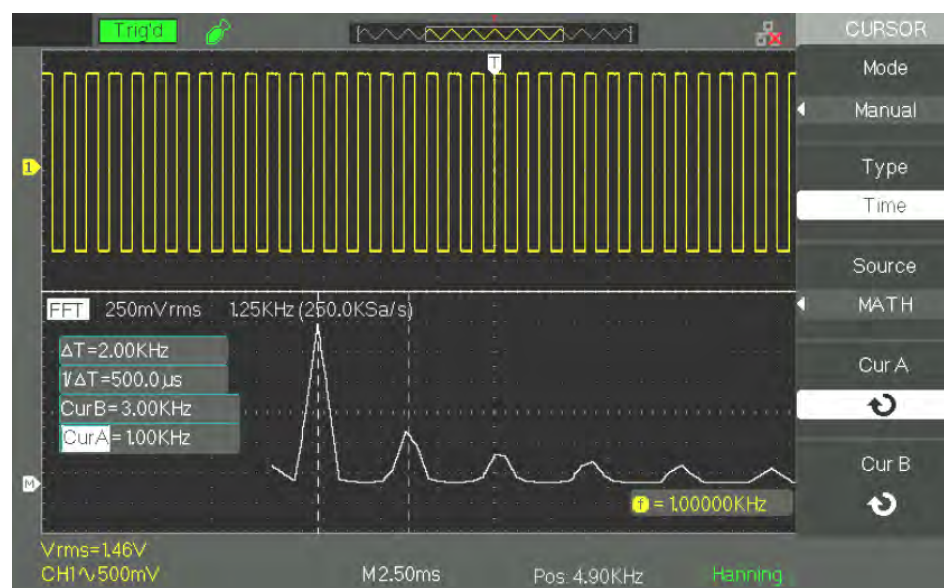 Trig'd
CURSOR
Mode
T
Manual
1
Type
Time
Source
FFT 250mVrms 1.25KHz (250.0KSa/s)
MATH
ΔT=2.00KHz
1/ΔT=500.0μs
CurB=3.00KHz
CurA=1.00KHz
Cur A
Cur B
M
f = 1.00000KHz
Vrms=1.46V
CH1∿500mV
M2.50ms
Pos: 4.90KHz
Hanning